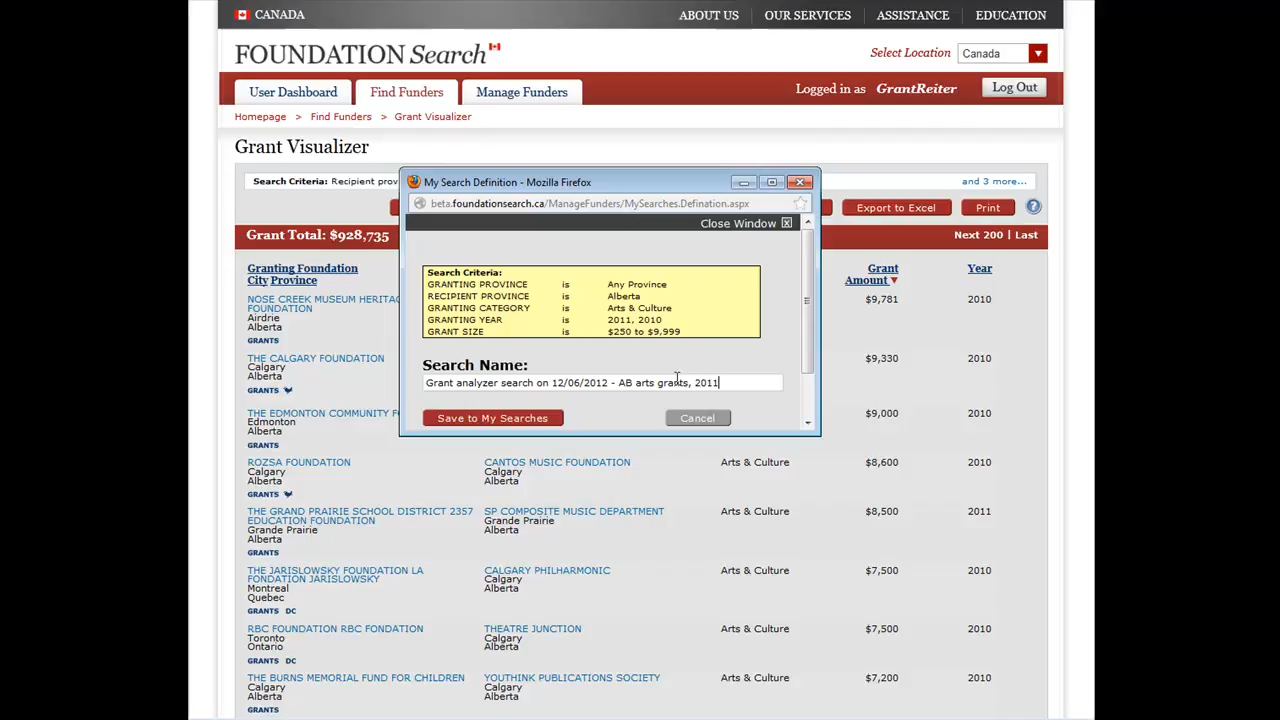 CANADA
ABOUT US
OUR SERVICES
ASSISTANCE
EDUCATION
FOUNDATION Search
Select Location
Canada
User Dashboard
Find Funders
Manage Funders
Logged in as GrantReiter
Log Out
Homepage > Find Funders > Grant Visualizer
Grant Visualizer
Search Criteria: Recipient prov
and 3 more...
Export to Excel
Print
?
Grant Total: $928,735
Next 200 | Last
My Search Definition - Mozilla Firefox
beta.foundationsearch.ca/ManageFunders/MySearches.Defination.aspx
Close Window
Search Criteria:
GRANTING PROVINCE is Any Province
RECIPIENT PROVINCE is Alberta
GRANTING CATEGORY is Arts & Culture
GRANTING YEAR is 2011, 2010
GRANT SIZE is $250 to $9,999
Search Name:
Grant analyzer search on 12/06/2012 - AB arts grants, 2011
Save to My Searches
Cancel
Granting Foundation
City Province
Grant
Amount
Year
NOSE CREEK MUSEUM HERITAG
FOUNDATION
Airdrie
Alberta
GRANTS
$9,781
2010
THE CALGARY FOUNDATION
Calgary
Alberta
GRANTS
$9,330
2010
THE EDMONTON COMMUNITY F
Edmonton
Alberta
GRANTS
$9,000
2010
ROZSA FOUNDATION
Calgary
Alberta
GRANTS
CANTOS MUSIC FOUNDATION
Calgary
Alberta
Arts & Culture
$8,600
2010
THE GRAND PRAIRIE SCHOOL DISTRICT 2357
EDUCATION FOUNDATION
Grande Prairie
Alberta
GRANTS
SP COMPOSITE MUSIC DEPARTMENT
Grande Prairie
Alberta
Arts & Culture
$8,500
2011
THE JARISLOWSKY FOUNDATION LA
FONDATION JARISLOWSKY
Montreal
Quebec
GRANTS DC
CALGARY PHILHARMONIC
Calgary
Alberta
Arts & Culture
$7,500
2010
RBC FOUNDATION RBC FONDATION
Toronto
Ontario
GRANTS DC
THEATRE JUNCTION
Calgary
Alberta
Arts & Culture
$7,500
2010
THE BURNS MEMORIAL FUND FOR CHILDREN
Calgary
Alberta
GRANTS
YOUTHINK PUBLICATIONS SOCIETY
Calgary
Alberta
Arts & Culture
$7,200
2010